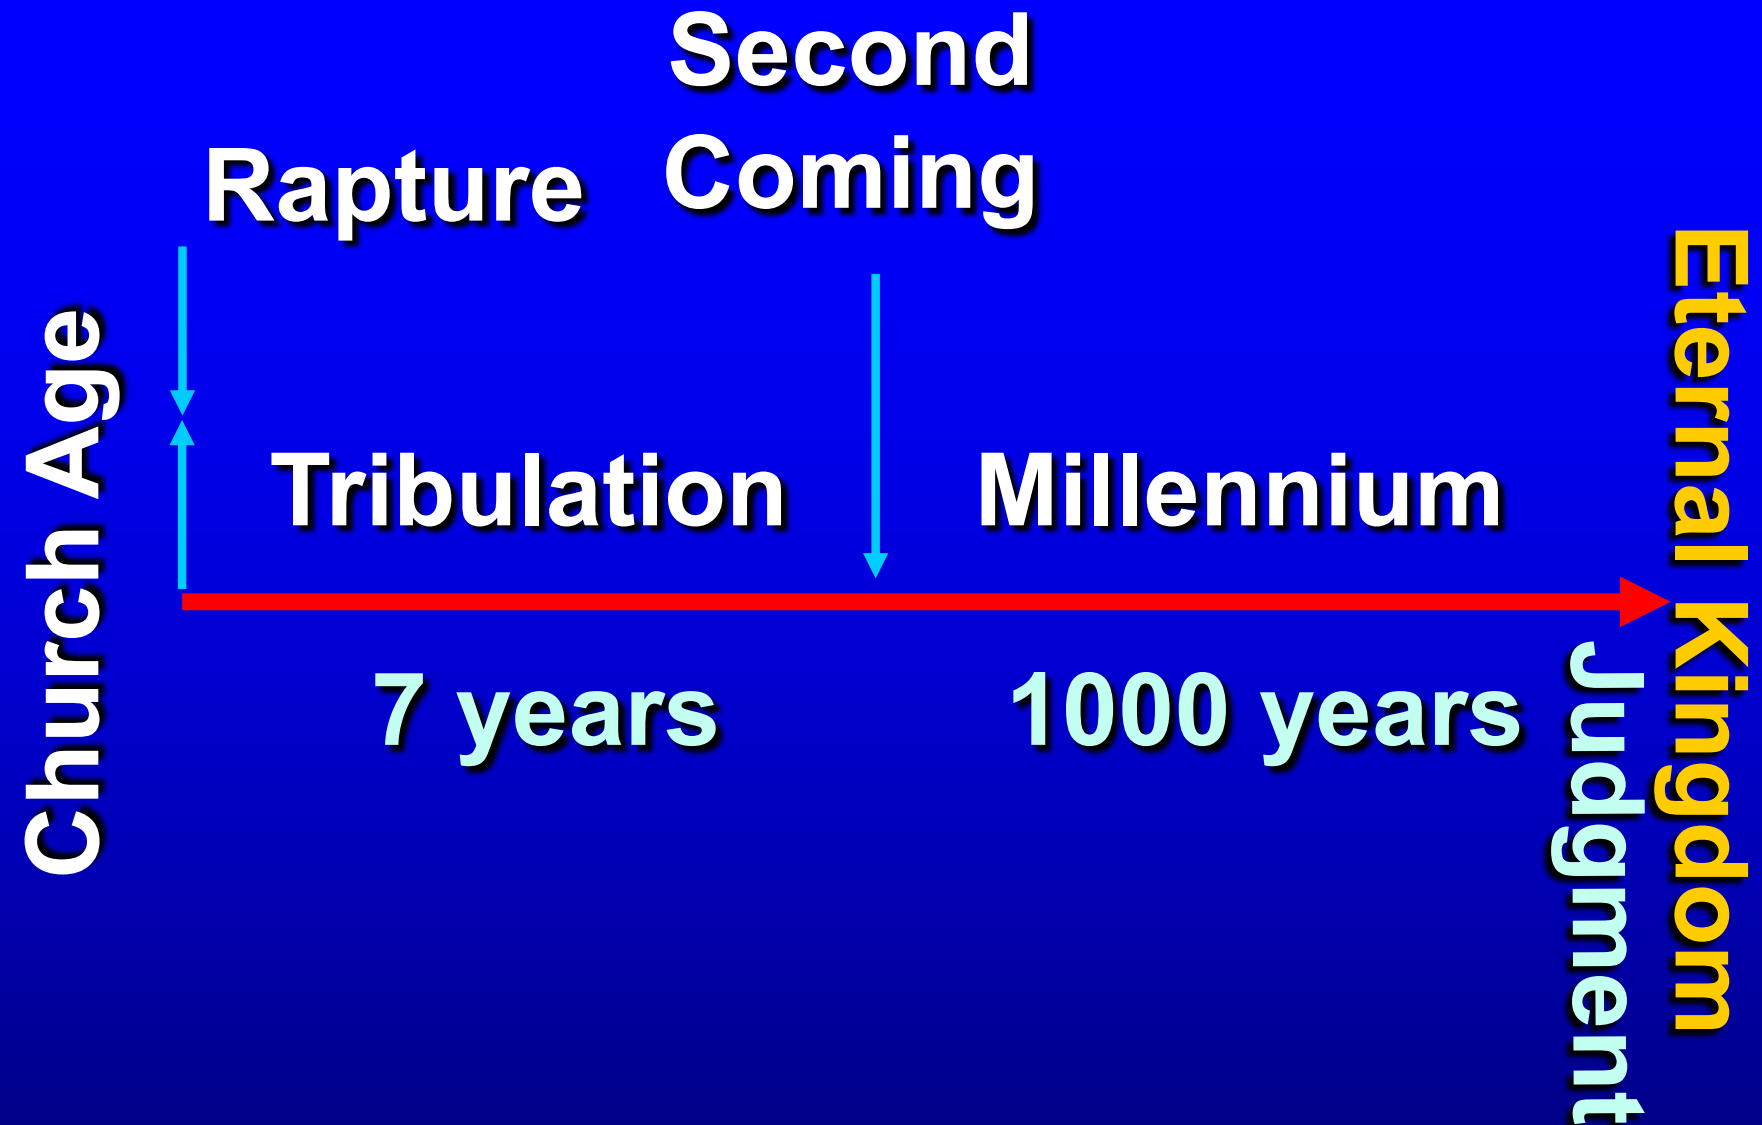 Second
Coming
Rapture
Church Age
Tribulation
Millennium
7 years
1000 years
Judgment
Eternal Kingdom